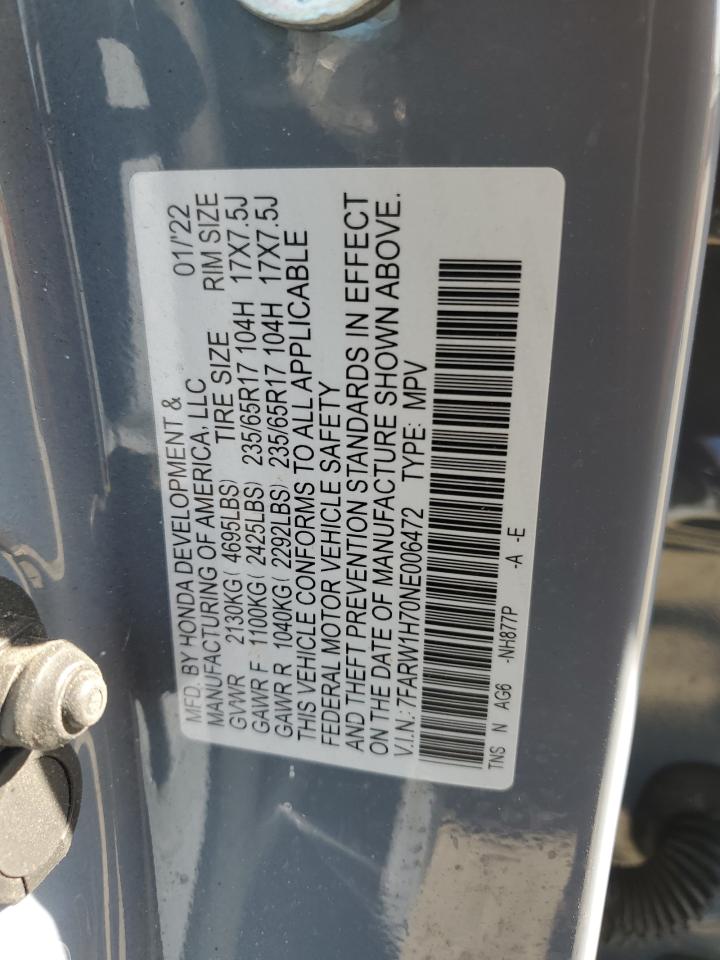 MFD. BY HONDA DEVELOPMENT & 01/'22
MANUFACTURING OF AMERICA, LLC
GVWR 2130KG( 4695LBS) TIRE SIZE RIM SIZE
GAWR F 1100KG( 2425LBS) 235/65R17 104H 17X7.5J
GAWR R 1040KG( 2292LBS) 235/65R17 104H 17X7.5J
THIS VEHICLE CONFORMS TO ALL APPLICABLE
FEDERAL MOTOR VEHICLE SAFETY
AND THEFT PREVENTION STANDARDS IN EFFECT
ON THE DATE OF MANUFACTURE SHOWN ABOVE.
V.I.N.: 7FARW1H70NE006472 TYPE: MPV
TNS N AG6 -NH877P -A -E